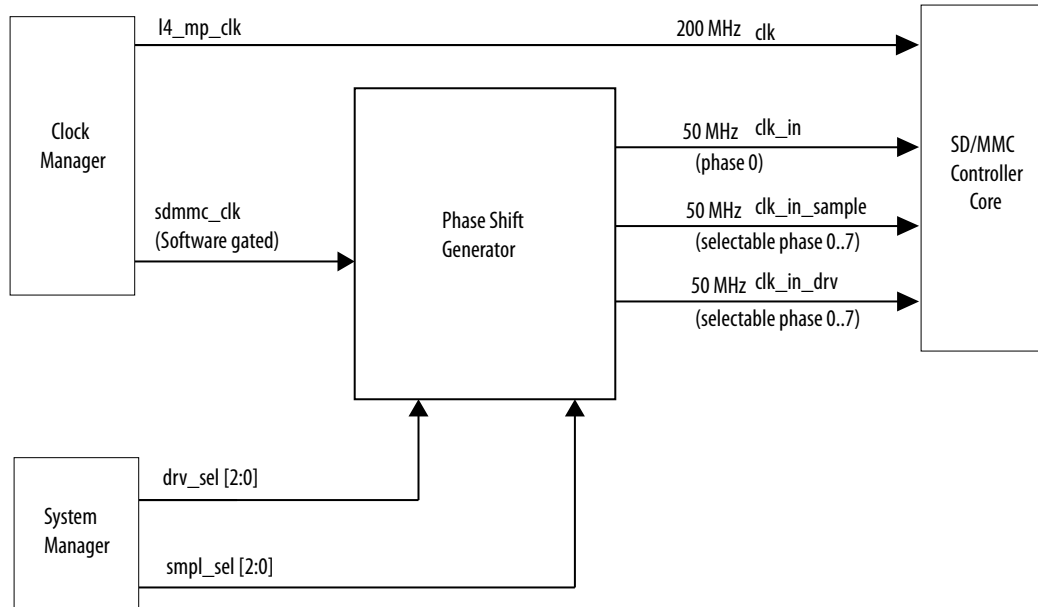 l4_mp_clk
200 MHz clk
Clock
Manager
50 MHz clk_in
(phase 0)
SD/MMC
Controller
Core
sdmmc_clk
(Software gated)
Phase Shift
Generator
50 MHz clk_in_sample
(selectable phase 0..7)
50 MHz clk_in_drv
(selectable phase 0..7)
drv_sel [2:0]
System
Manager
smpl_sel [2:0]